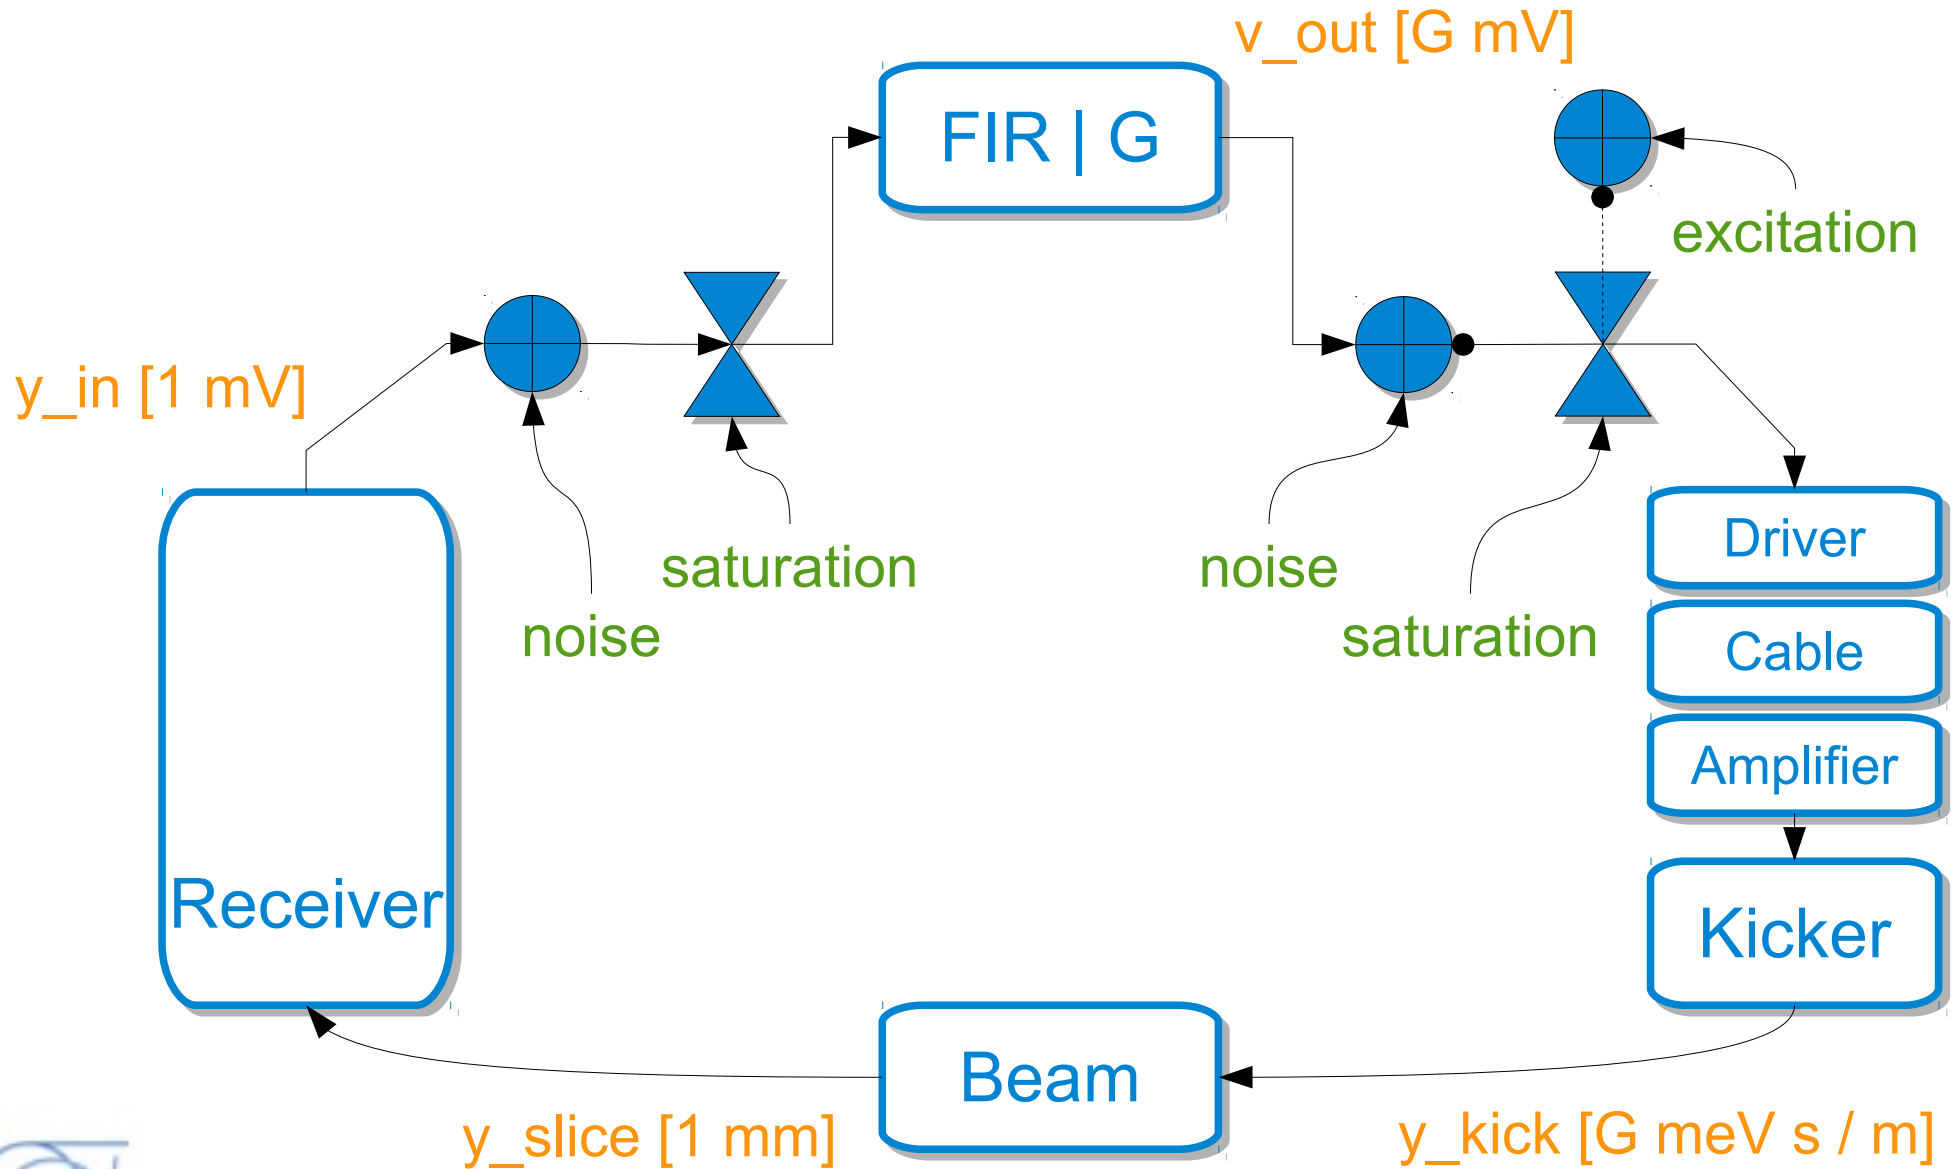 v_out [G mV]
FIR | G
excitation
y_in [1 mV]
saturation
noise
noise
saturation
Driver
Cable
Amplifier
Receiver
Kicker
Beam
y_slice [1 mm]
y_kick [G meV s / m]